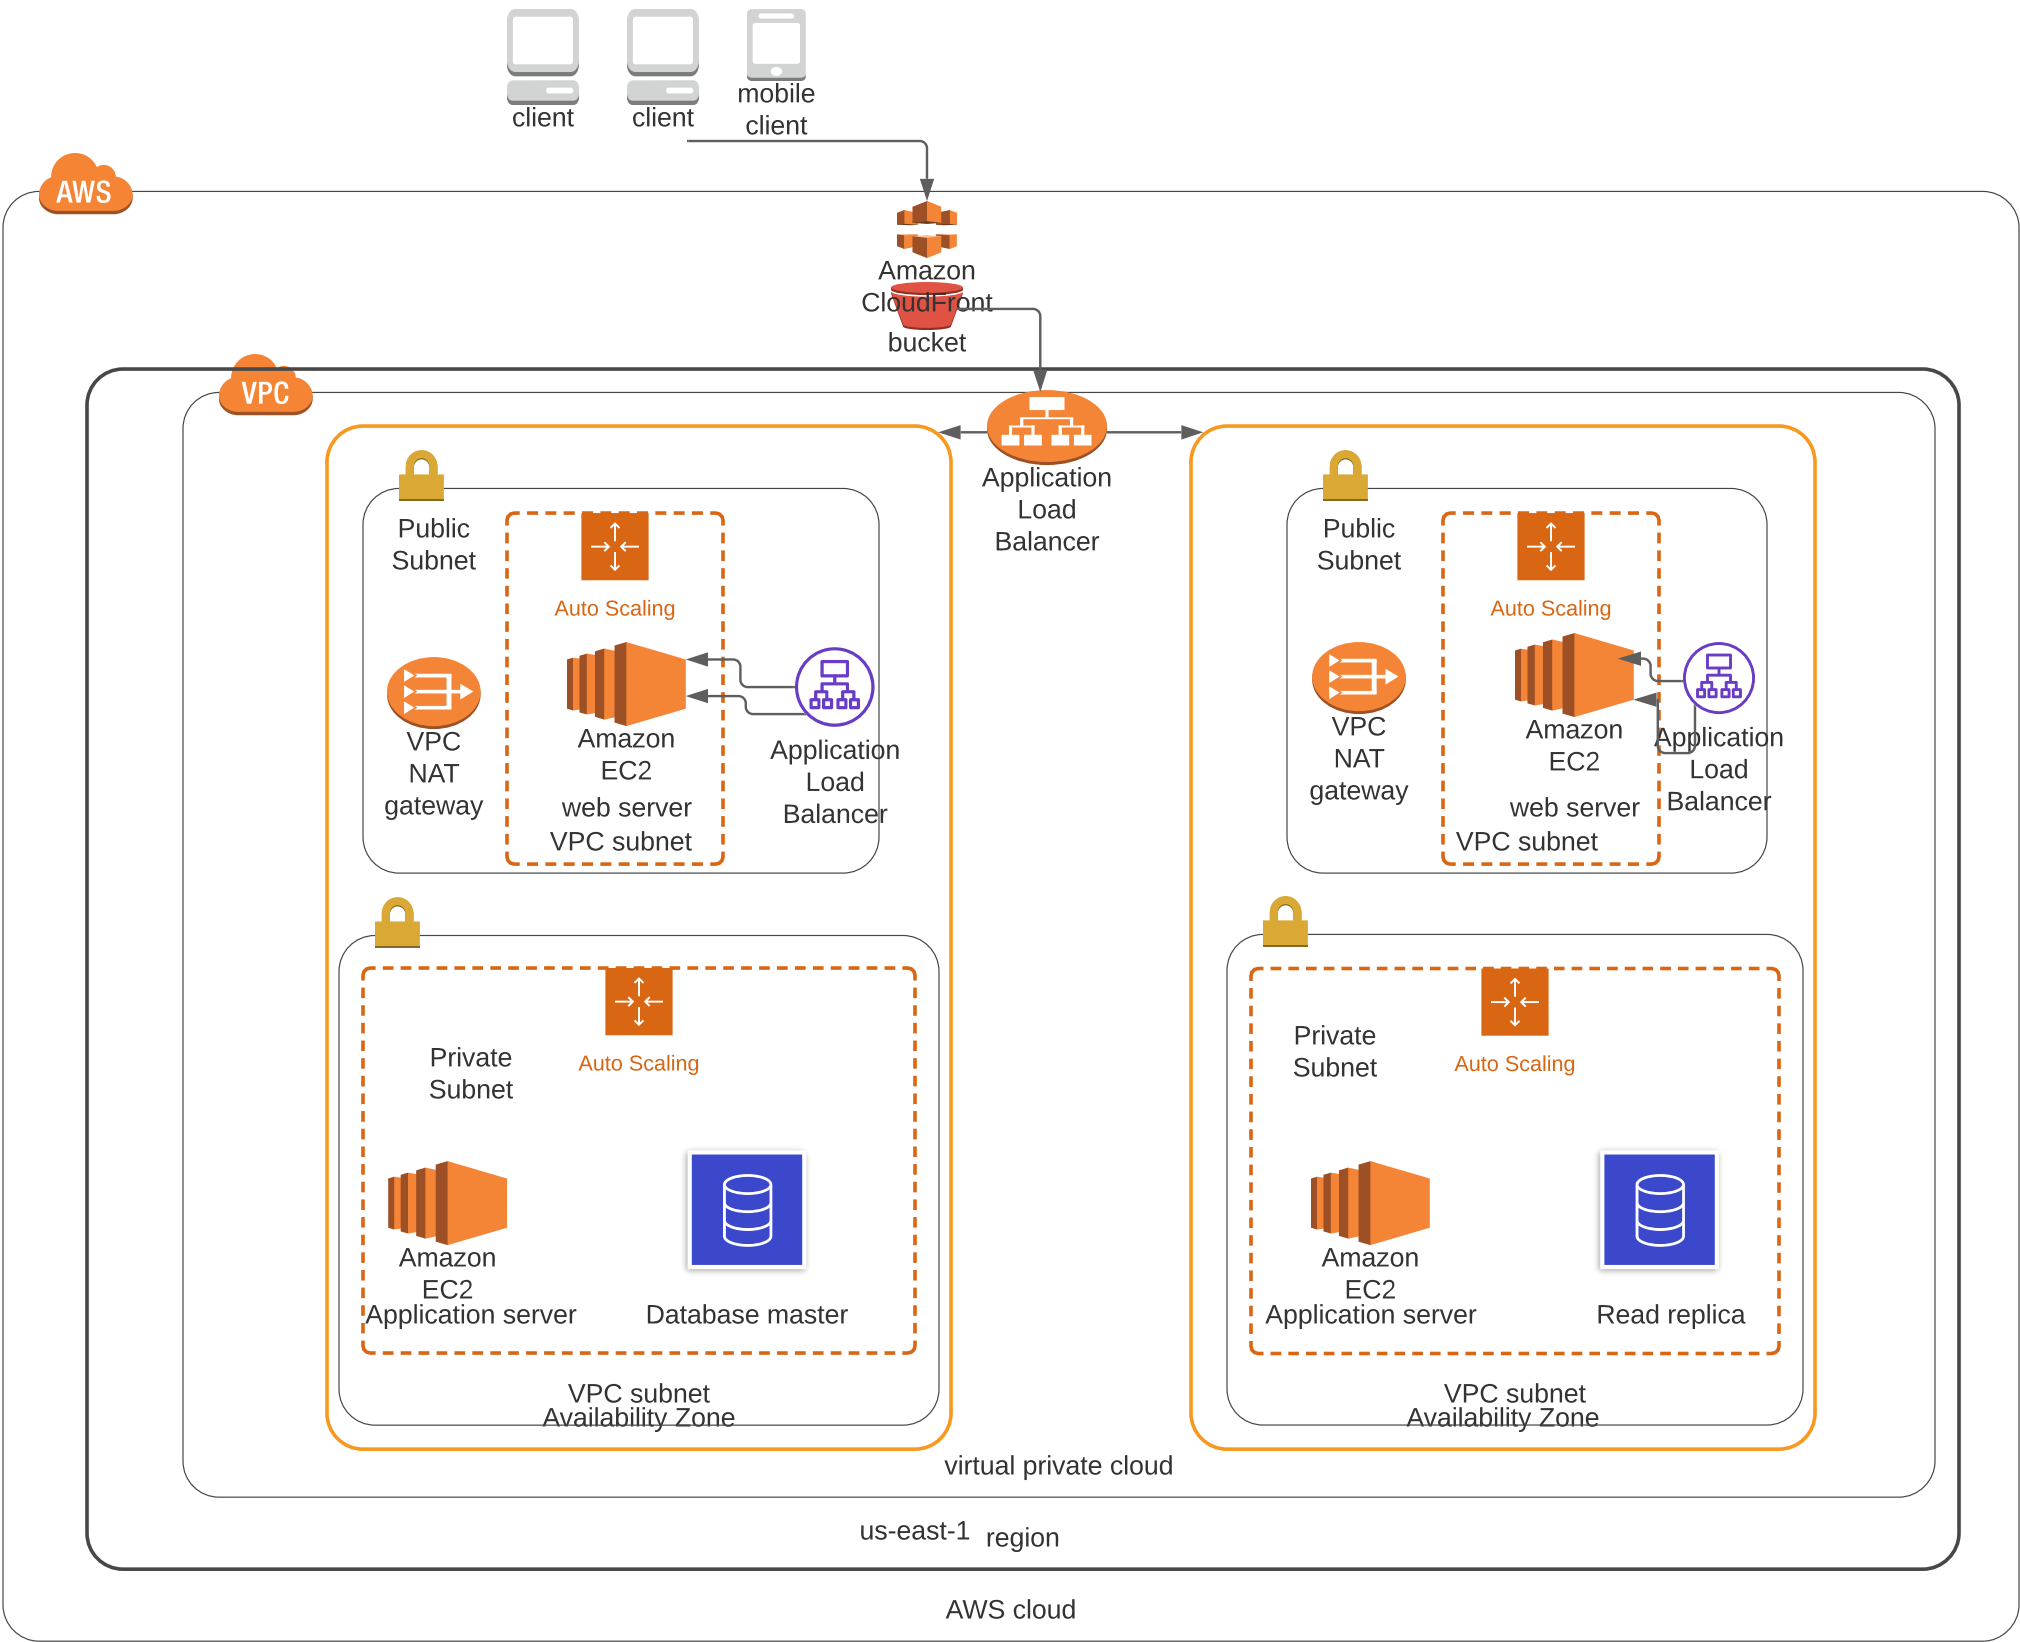 client
client
mobile
client
AWS
Amazon
CloudFront
bucket
VPC
Application
Load
Balancer
Public
Subnet
Auto Scaling
VPC
NAT
gateway
Amazon
EC2
web server
VPC subnet
Application
Load
Balancer
Public
Subnet
Auto Scaling
VPC
NAT
gateway
Amazon
EC2
web server
VPC subnet
Application
Load
Balancer
Private
Subnet
Auto Scaling
Amazon
EC2
Application server
Database master
VPC subnet
Availability Zone
Private
Subnet
Auto Scaling
Amazon
EC2
Application server
Read replica
VPC subnet
Availability Zone
virtual private cloud
us-east-1
region
AWS cloud